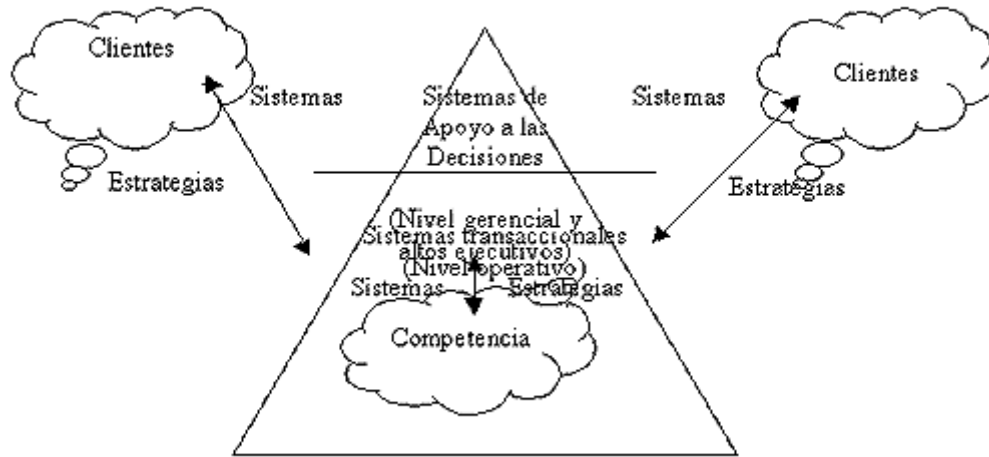 Clientes
Clientes
Sistemas
Sistemas de
Apoyo a las
Decisiones
Sistemas
Estrategias
Estrategias
(Nivel gerencial y
Sistemas transaccionales
altos ejecutivos)
(Nivel operativo)
Sistemas
Estrategias
Competencia